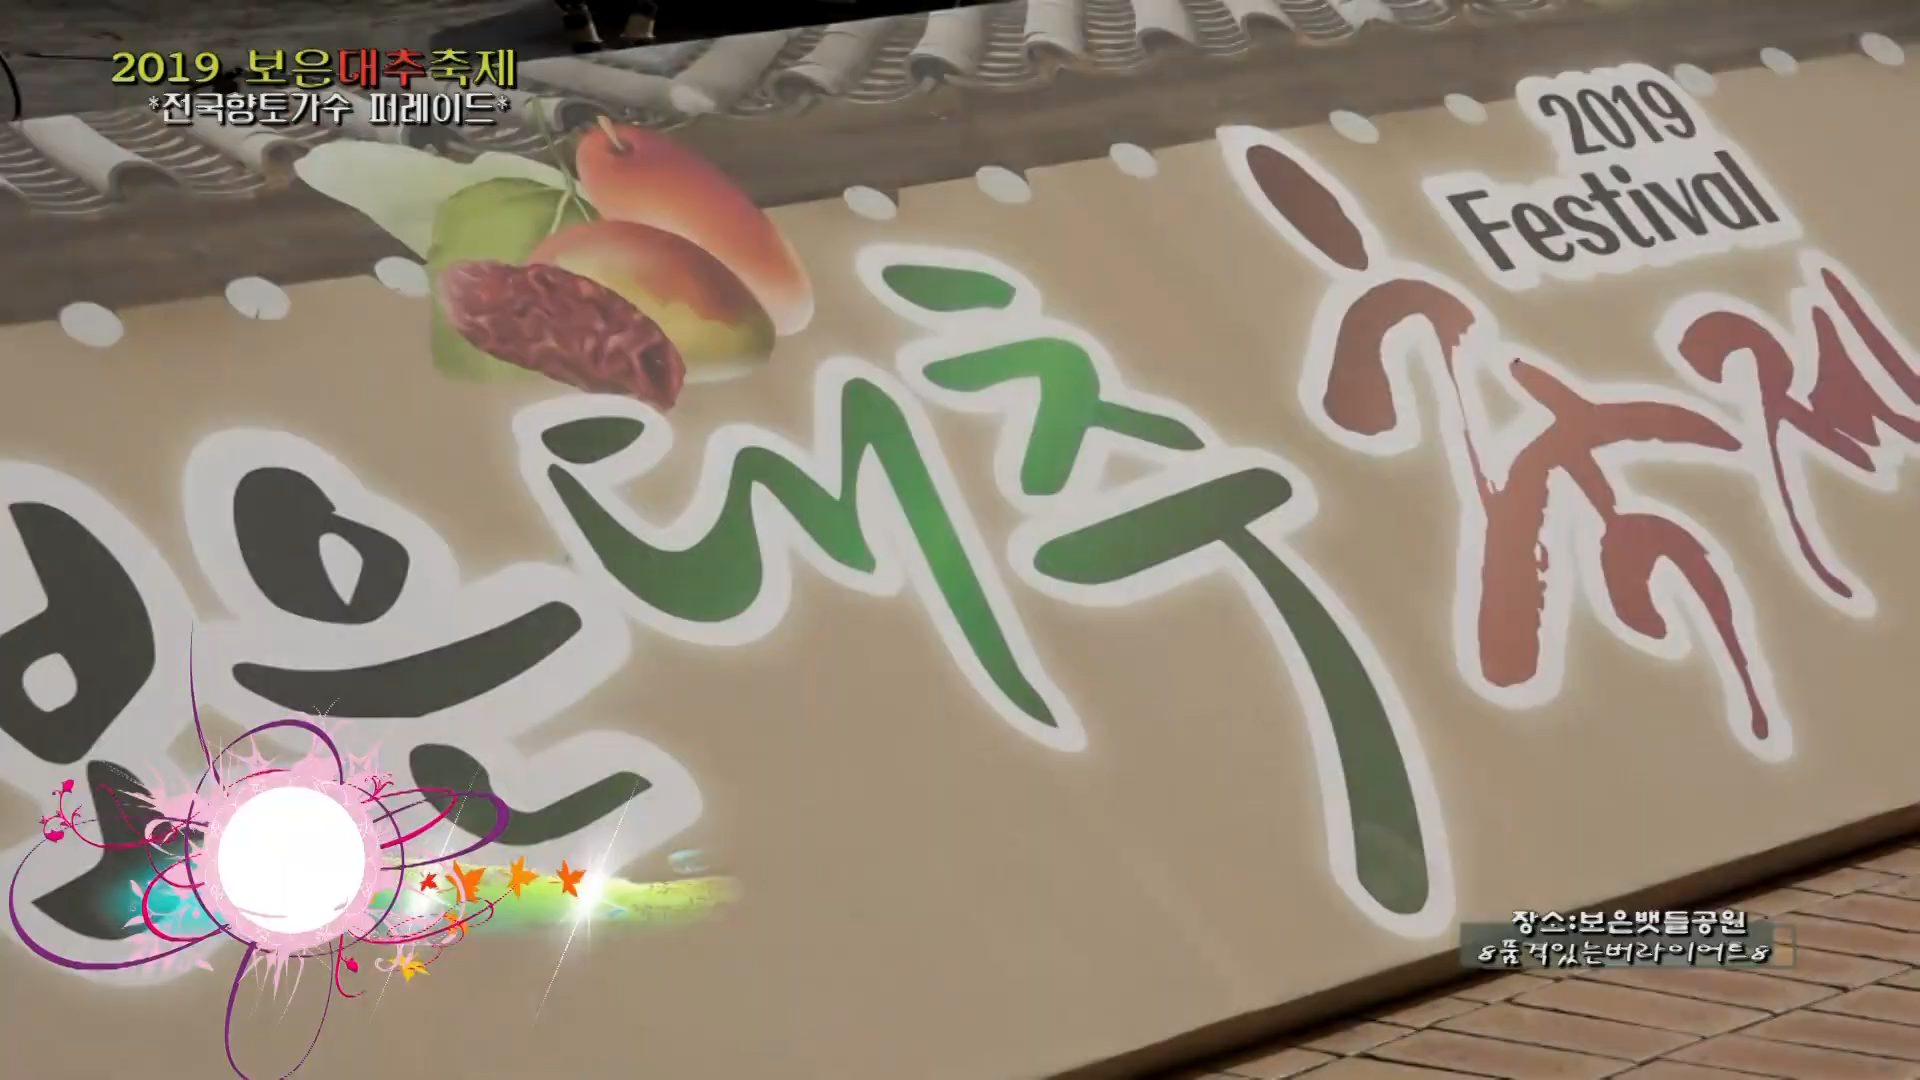 2019 보은대추축제
*전국향토가수 퍼레이드*
2019
Festival
보은대추축제
장소:보은뱃들공원
품격있는버라이어트